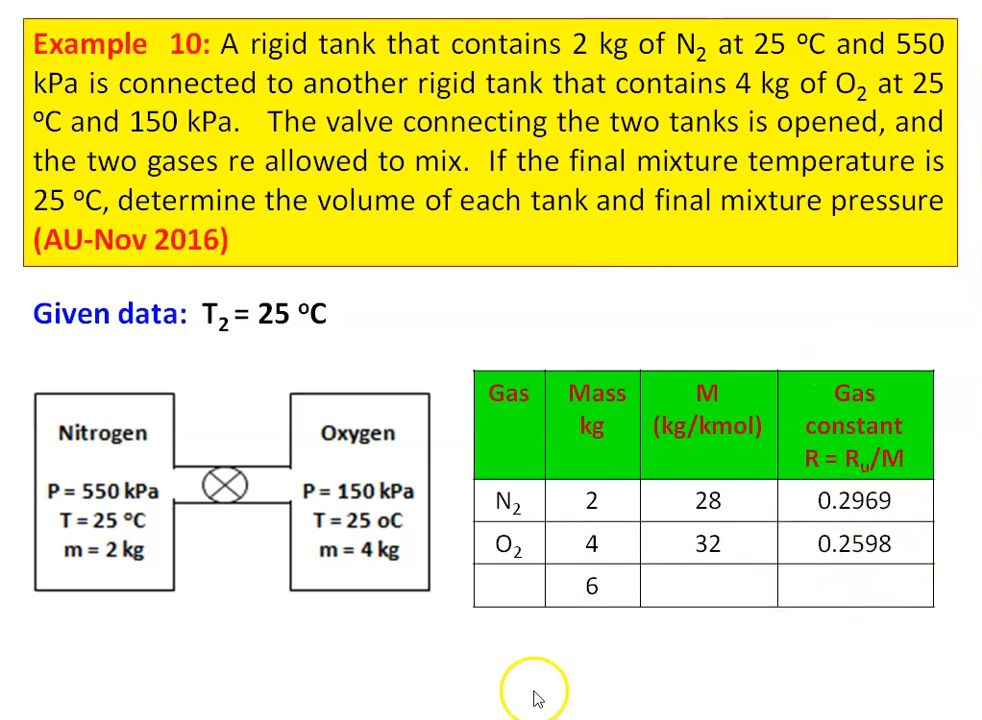 Example 10: A rigid tank that contains 2 kg of N₂ at 25 ºC and 550
kPa is connected to another rigid tank that contains 4 kg of O₂ at 25
ºC and 150 kPa. The valve connecting the two tanks is opened, and
the two gases re allowed to mix. If the final mixture temperature is
25 ºC, determine the volume of each tank and final mixture pressure
(AU-Nov 2016)
Given data: T₂ = 25 ºC
Nitrogen
P = 550 kPa
T = 25 ºC
m = 2 kg
Oxygen
P = 150 kPa
T = 25 oC
m = 4 kg
Gas Mass kg M (kg/kmol) Gas constant R = Rᵤ/M
N₂ 2 28 0.2969
O₂ 4 32 0.2598
6